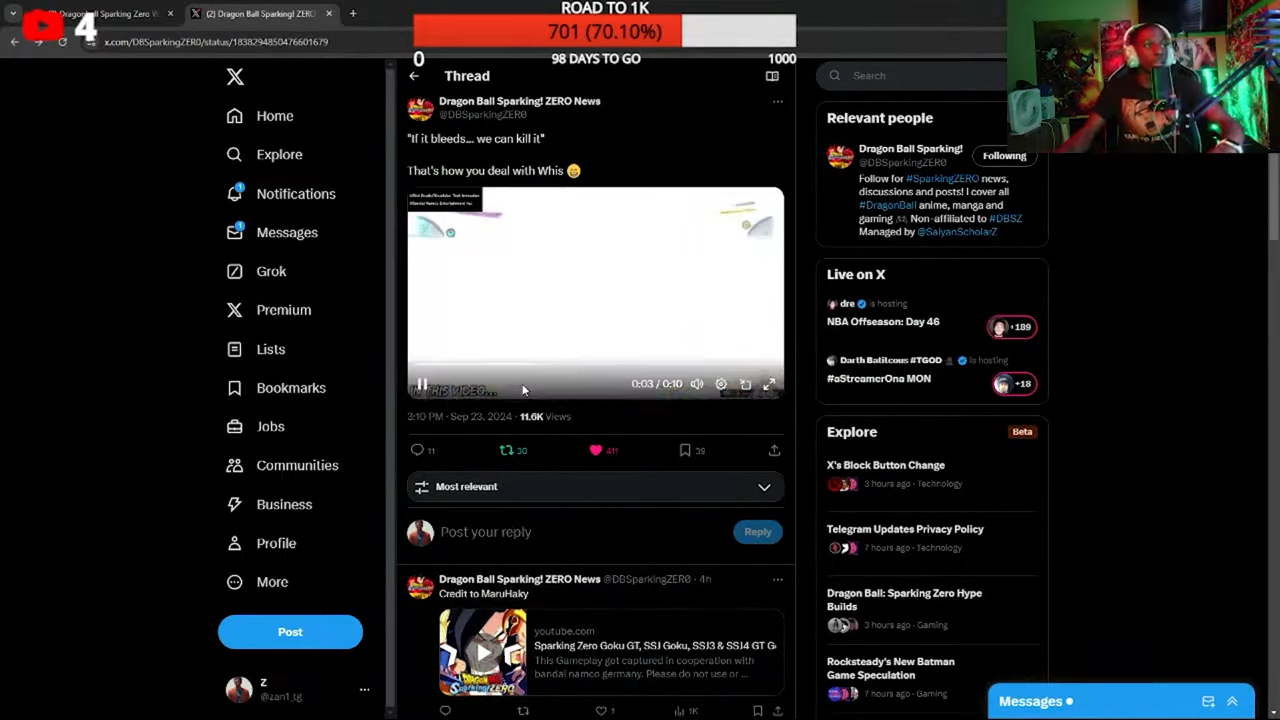 4
ROAD TO 1K
701 (70.10%)
0
98 DAYS TO GO
1000
(2) Dragon Ball Sparking! ZERO
x.com/DBSparkingZER0/status/1838294850476601679
Home
Explore
Notifications
Messages
Grok
Premium
Lists
Bookmarks
Jobs
Communities
Business
Profile
More
Post
Z
@zan1_tg
Thread
Dragon Ball Sparking! ZERO News
@DBSparkingZER0
"If it bleeds... we can kill it"
That's how you deal with Whis
THIS VIDEO...
0:03 / 0:10
3:10 PM · Sep 23, 2024 · 11.6K Views
11
30
411
39
Most relevant
Post your reply
Reply
Dragon Ball Sparking! ZERO News @DBSparkingZER0 · 4h
Credit to MaruHaky
youtube.com
Sparking Zero Goku GT, SSJ Goku, SSJ3 & SSJ4 GT G
This Gameplay got captured in cooperation with
bandai namco germany. Please do not use or ...
1
1K
Search
Relevant people
Dragon Ball Sparking!
@DBSparkingZER0
Following
Follow for #SparkingZERO news,
discussions and posts! I cover all
#DragonBall anime, manga and
gaming Non-affiliated to #DBSZ
Managed by @SaiyanScholarZ
Live on X
dre is hosting
NBA Offseason: Day 46
+189
Darth Batitcous #TGOD is hosting
#aStreamerOna MON
+18
Explore
Beta
X's Block Button Change
3 hours ago · Technology
Telegram Updates Privacy Policy
7 hours ago · Technology
Dragon Ball: Sparking Zero Hype
Builds
3 hours ago · Gaming
Rocksteady's New Batman
Game Speculation
7 hours ago · Gaming
Messages